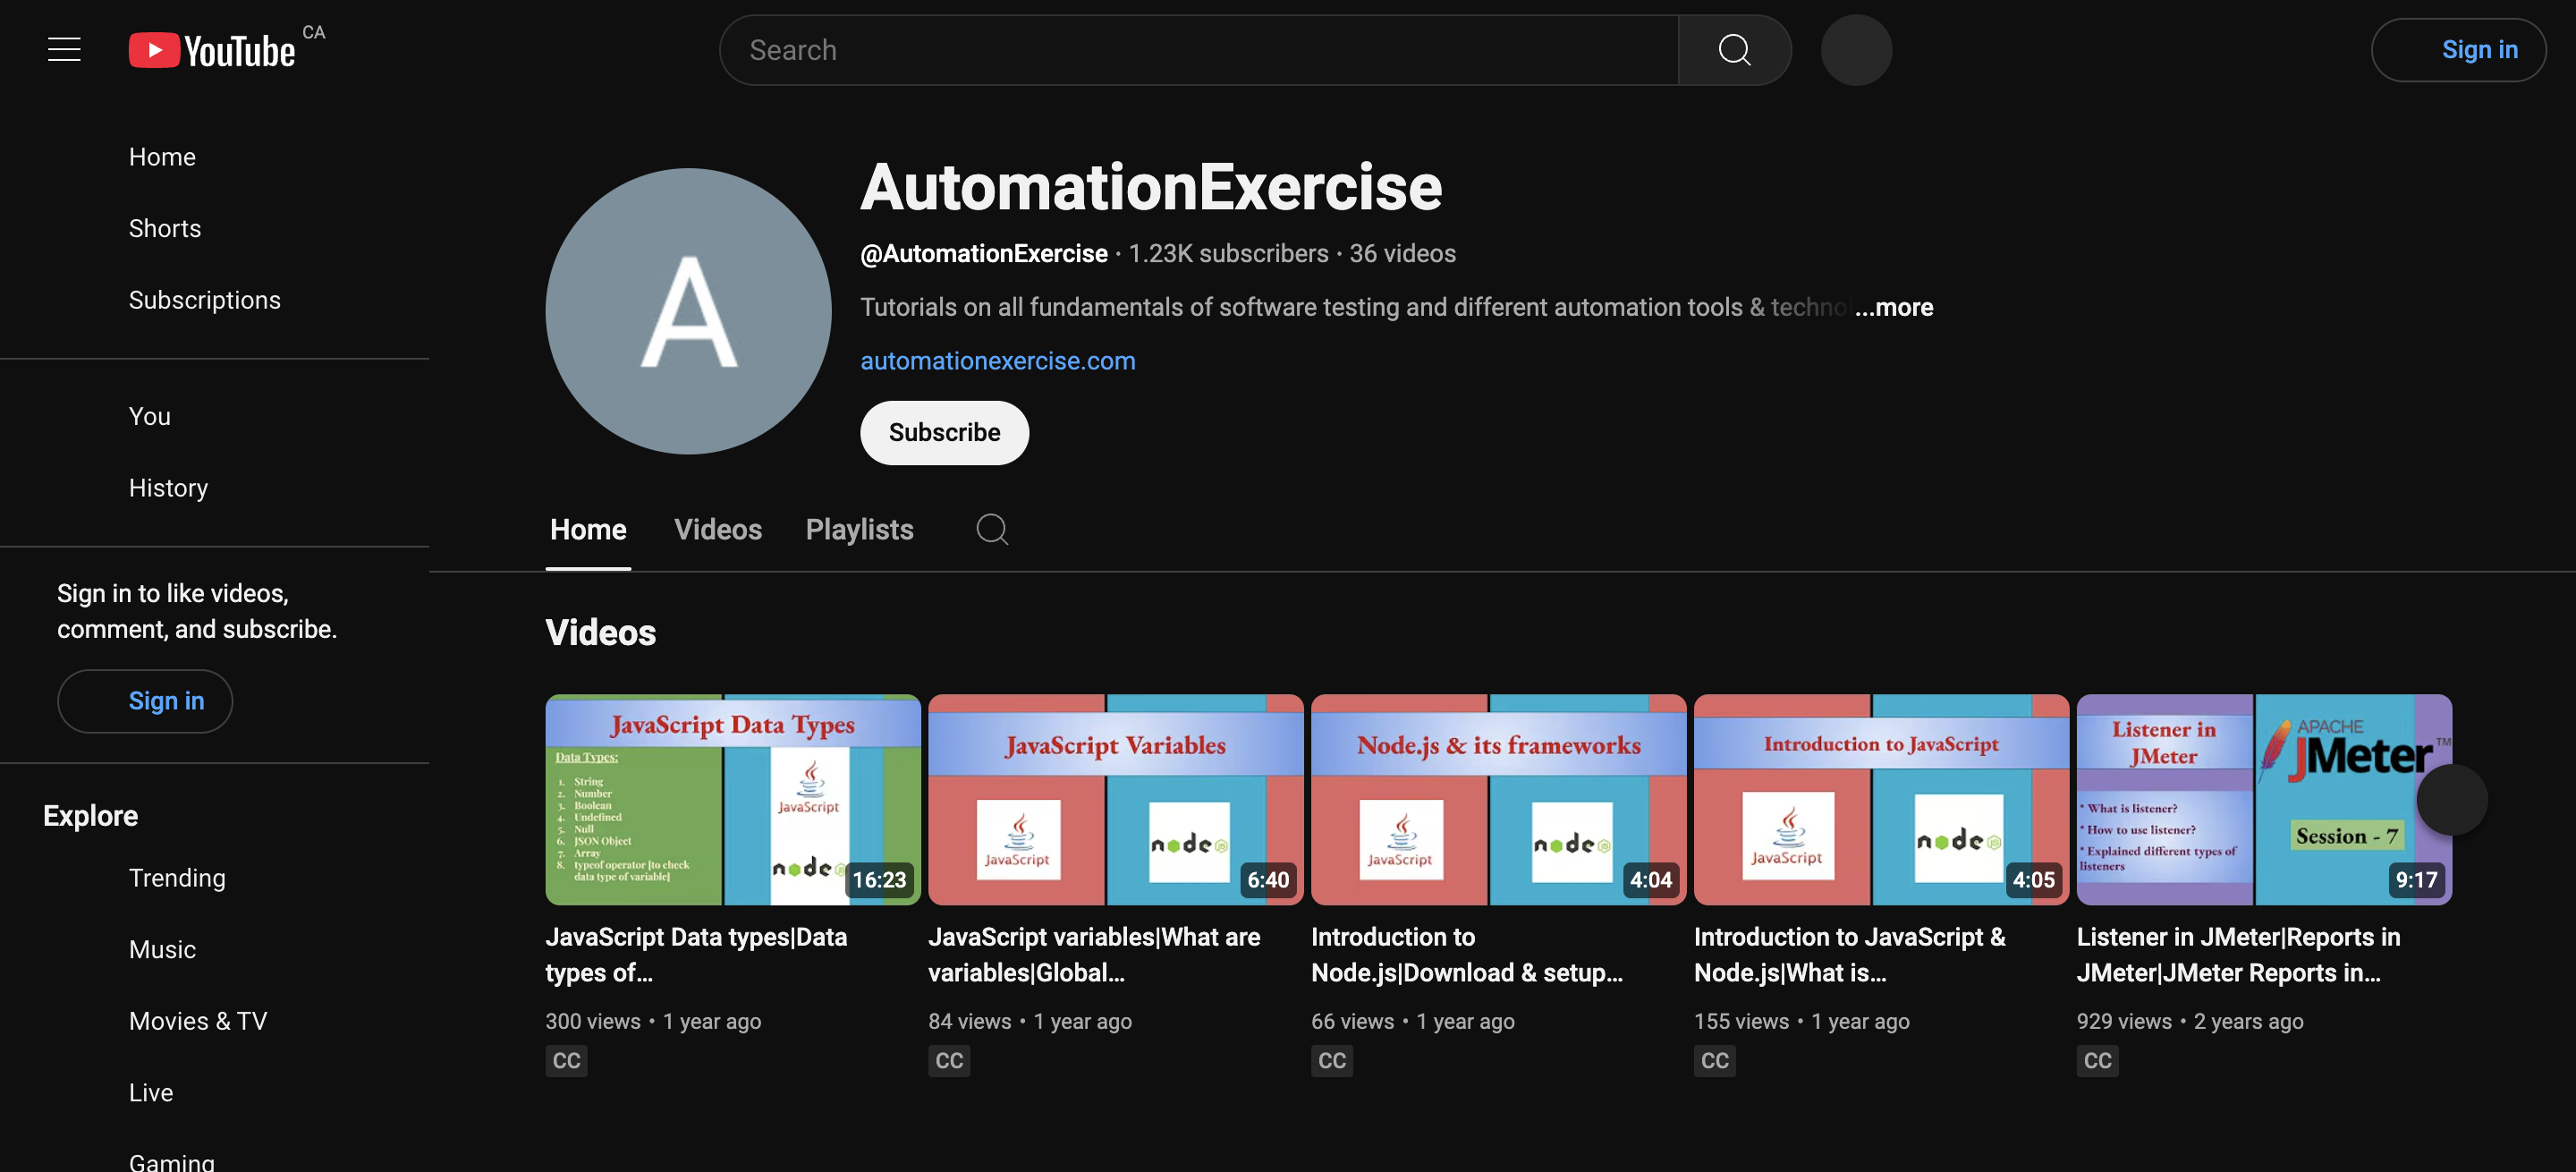 YouTube CA
Search
Sign in
Home
Shorts
Subscriptions
You
History
Sign in to like videos,
comment, and subscribe.
Sign in
Explore
Trending
Music
Movies & TV
Live
Gaming
A
AutomationExercise
@AutomationExercise · 1.23K subscribers · 36 videos
Tutorials on all fundamentals of software testing and different automation tools & technol ...more
automationexercise.com
Subscribe
Home Videos Playlists
Videos
JavaScript Data Types
Data Types:
1. String
2. Number
3. Boolean
4. Undefined
5. Null
6. JSON Object
7. Array
8. typeof operator [to check
data type of variable]
JavaScript
node JS
16:23
JavaScript Data types|Data
types of...
300 views • 1 year ago
CC
JavaScript Variables
JavaScript
node JS
6:40
JavaScript variables|What are
variables|Global...
84 views • 1 year ago
CC
Node.js & its frameworks
JavaScript
node JS
4:04
Introduction to
Node.js|Download & setup...
66 views • 1 year ago
CC
Introduction to JavaScript
JavaScript
node JS
4:05
Introduction to JavaScript &
Node.js|What is...
155 views • 1 year ago
CC
Listener in
JMeter
* What is listener?
* How to use listener?
* Explained different types of
listeners
APACHE
JMeter™
Session - 7
9:17
Listener in JMeter|Reports in
JMeter|JMeter Reports in...
929 views • 2 years ago
CC